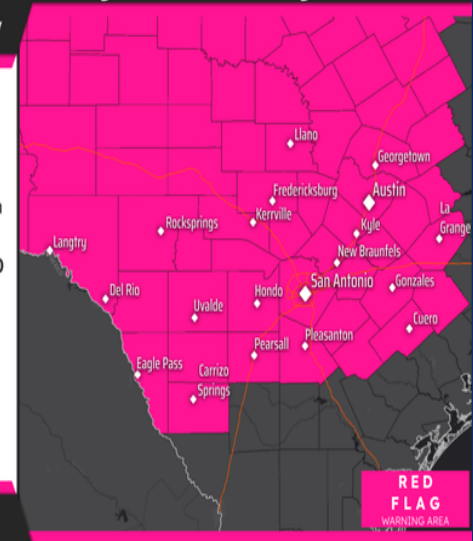 Llano
Georgetown
Fredericksburg
Austin
Kerrville
Rocksprings
Kyle
La
Grange
Langtry
New Braunfels
Del Rio
Hondo
San Antonio
Gonzales
Uvalde
Cuero
Pearsall
Pleasanton
Eagle Pass
Carrizo
Springs
RED
FLAG
WARNING AREA